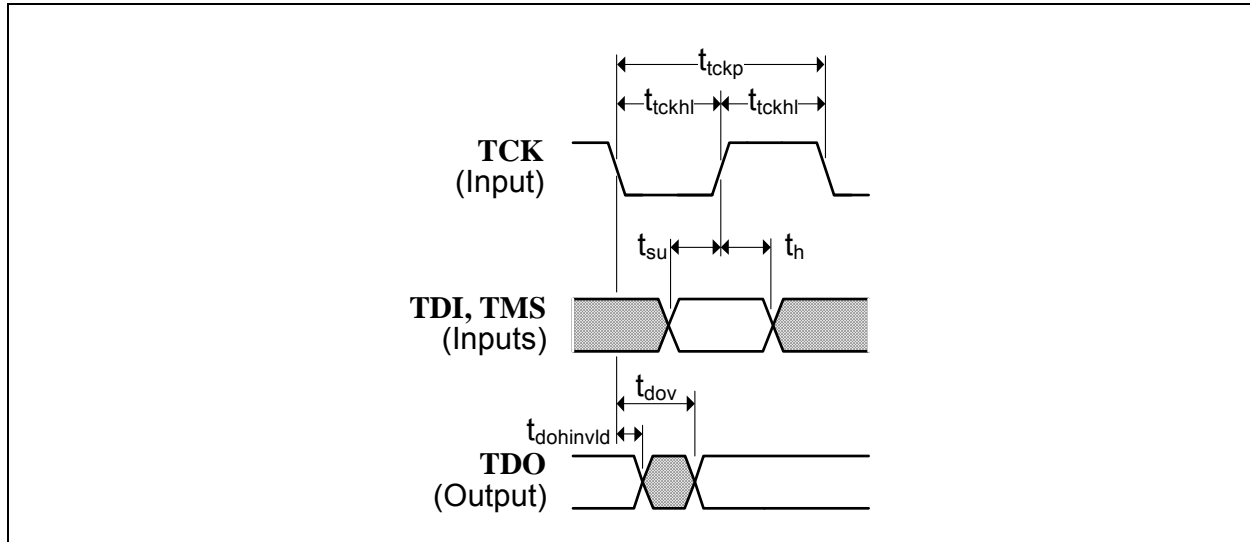 t_tckp
t_tckhl t_tckhl
TCK
(Input)
t_su t_h
TDI, TMS
(Inputs)
t_dov
t_dohinvld
TDO
(Output)